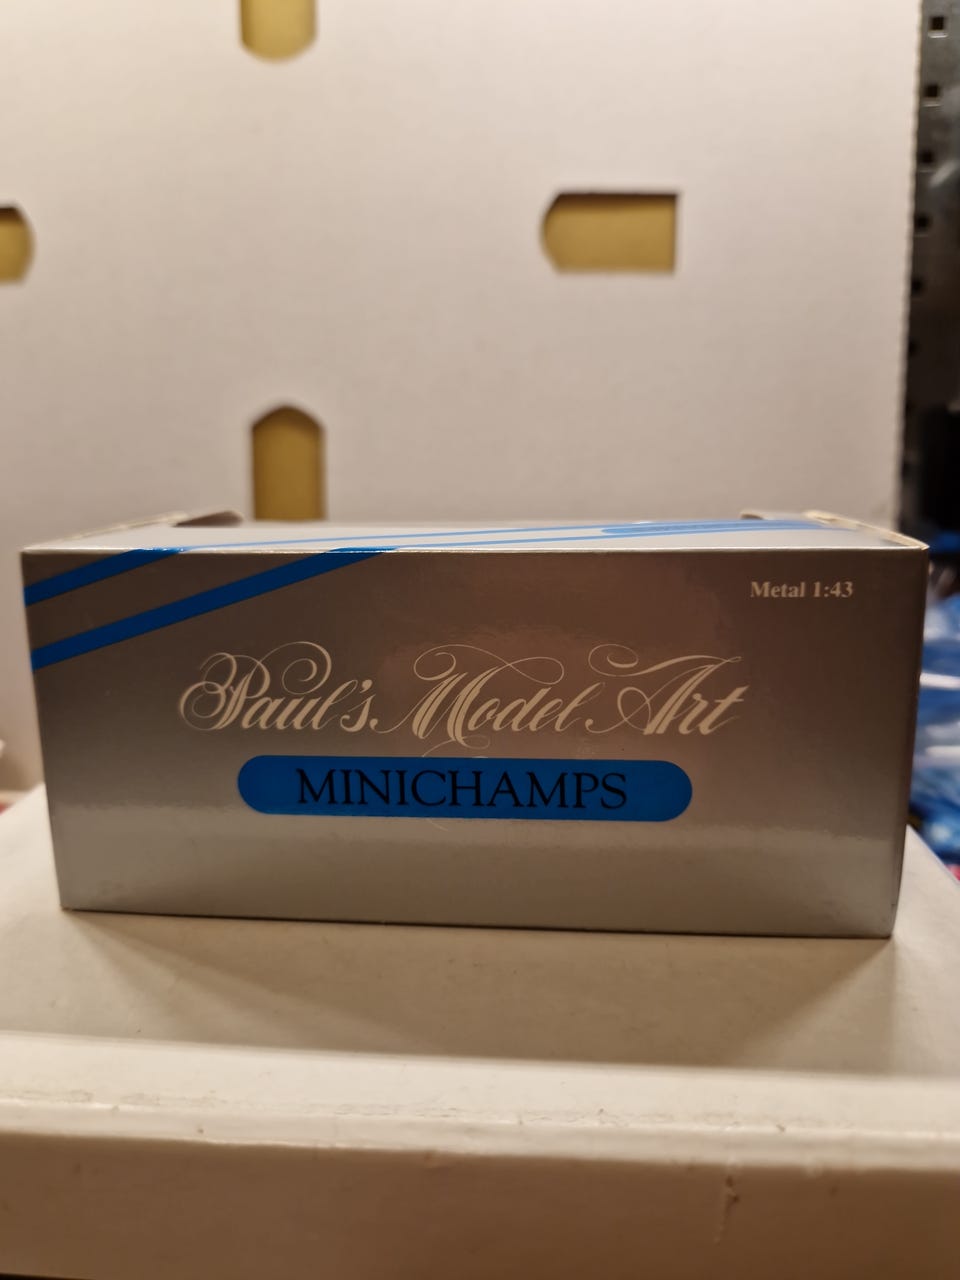 Metal 1:43
Paul's Model Art
MINICHAMPS